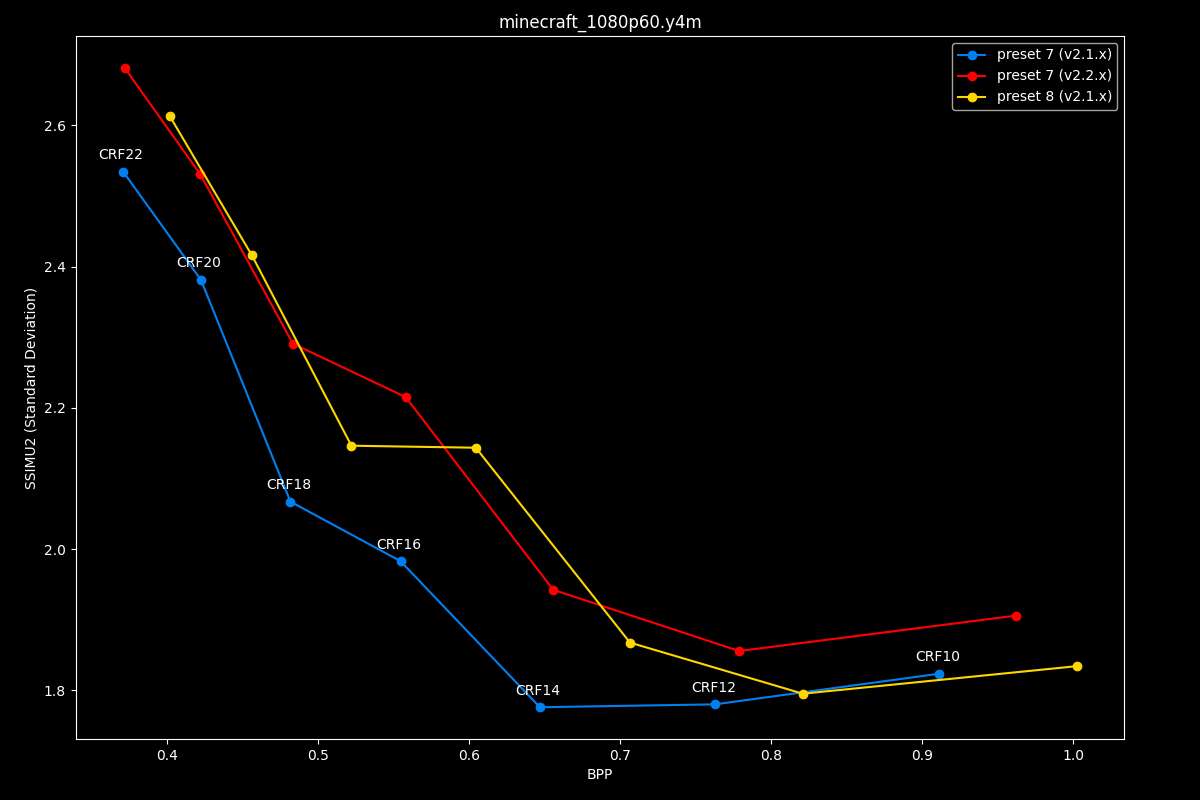 minecraft_1080p60.y4m
preset 7 (v2.1.x)
preset 7 (v2.2.x)
preset 8 (v2.1.x)
2.6
2.4
2.2
2.0
1.8
SSIMU2 (Standard Deviation)
CRF22
CRF20
CRF18
CRF16
CRF14
CRF12
CRF10
0.4
0.5
0.6
0.7
0.8
0.9
1.0
BPP